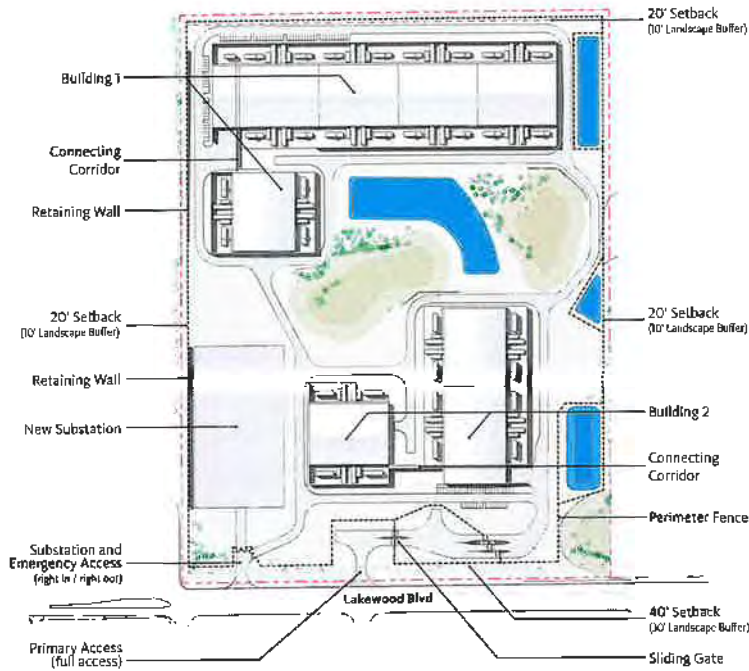 20' Setback
(10' Landscape Buffer)
Building 1
Connecting
Corridor
Retaining Wall
20' Setback
(10' Landscape Buffer)
20' Setback
(10' Landscape Buffer)
Retaining Wall
New Substation
Building 2
Connecting
Corridor
Perimeter Fence
Substation and
Emergency Access
(right in / right out)
Lakewood Blvd
40' Setback
(30' Landscape Buffer)
Primary Access
(full access)
Sliding Gate